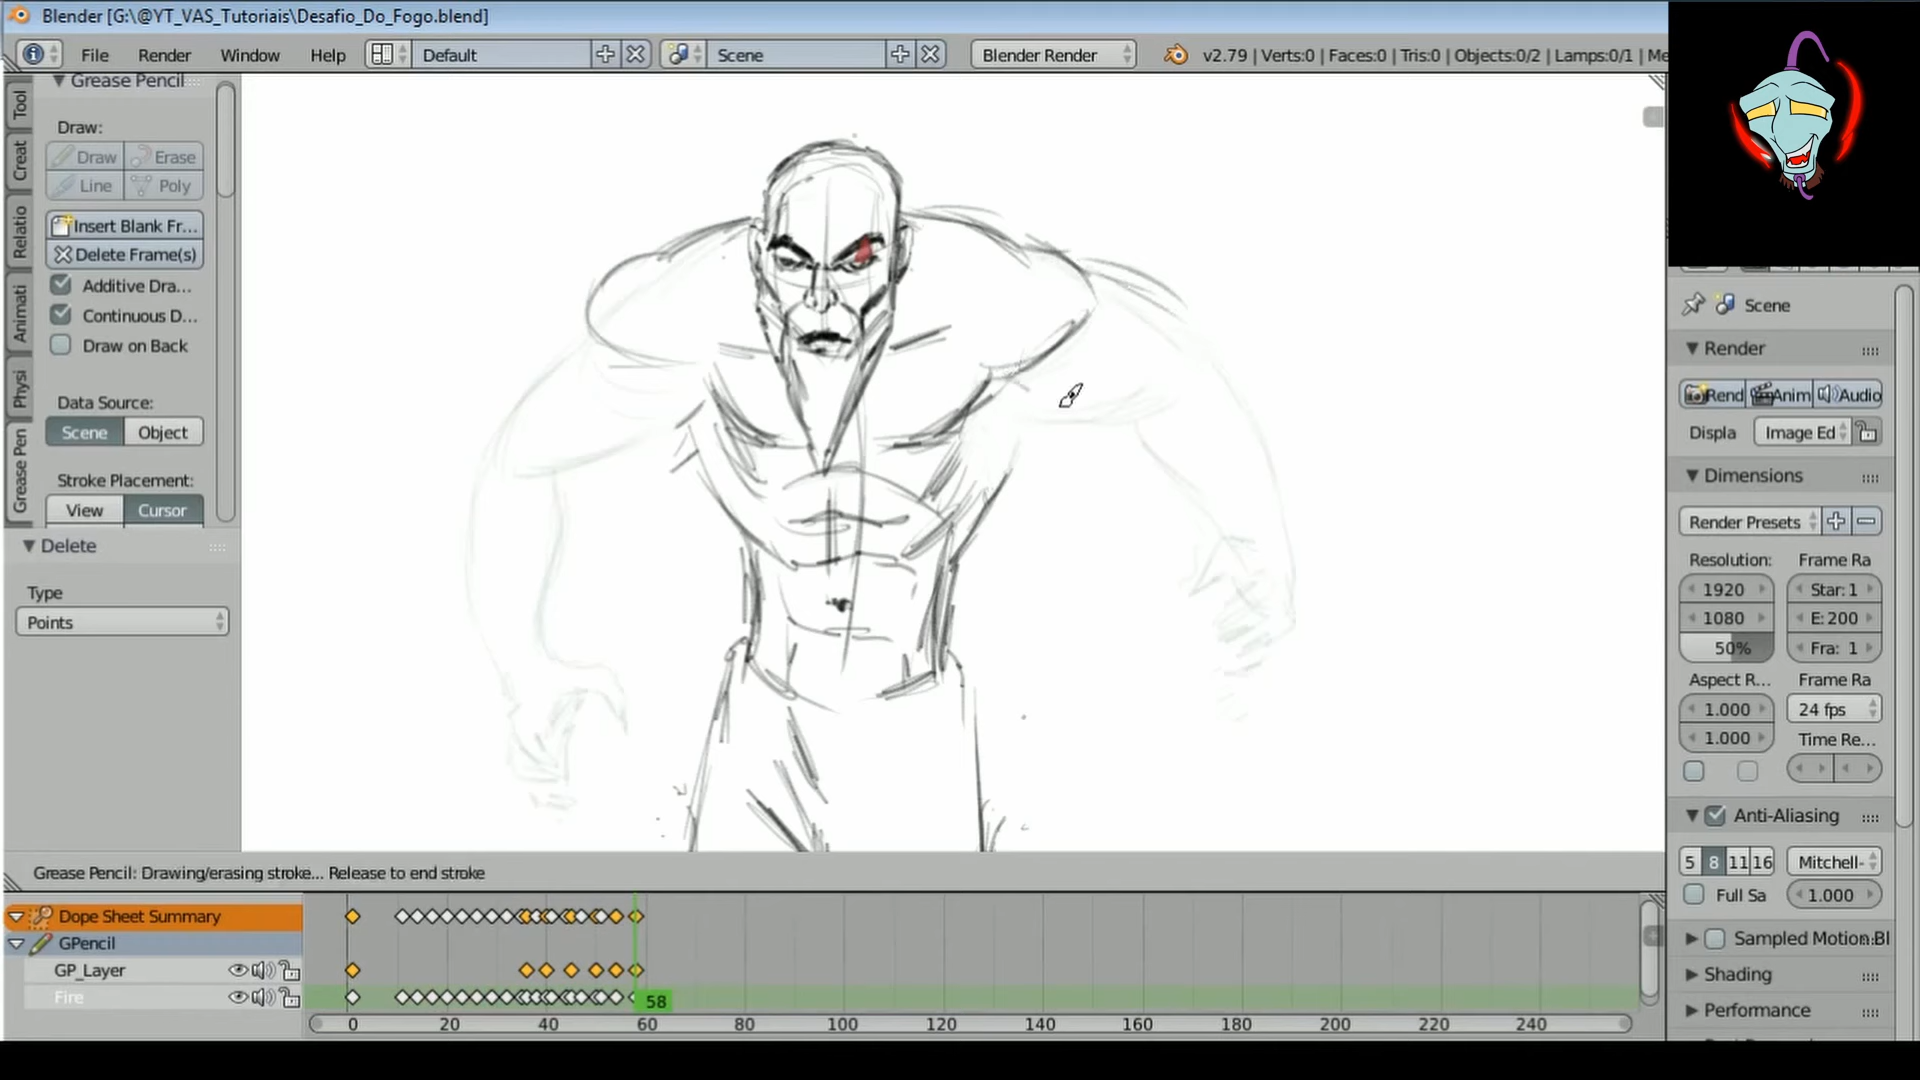 Blender [G:\@YT_VAS_Tutoriais\Desafio_Do_Fogo.blend]
File Render Window Help Default Scene Blender Render v2.79 | Verts:0 | Faces:0 | Tris:0 | Objects:0/2 | Lamps:0/1 | Me
Tool
Creat
Relatio
Animati
Physi
Grease Pen
Grease Pencil
Draw:
Draw Erase
Line Poly
Insert Blank Fr...
Delete Frame(s)
Additive Dra...
Continuous D...
Draw on Back
Data Source:
Scene Object
Stroke Placement:
View Cursor
Delete
Type
Points
Scene
Render
Rend Anim Audio
Displa Image Ed
Dimensions
Render Presets
Resolution: Frame Ra
1920 Star: 1
1080 E: 200
50% Fra: 1
Aspect R... Frame Ra
1.000 24 fps
1.000 Time Re...
Anti-Aliasing
5 8 11 16 Mitchell-
Full Sa 1.000
Sampled Motion Bl
Shading
Performance
Grease Pencil: Drawing/erasing stroke... Release to end stroke
Dope Sheet Summary
GPencil
GP_Layer
Fire
58
0 20 40 60 80 100 120 140 160 180 200 220 240